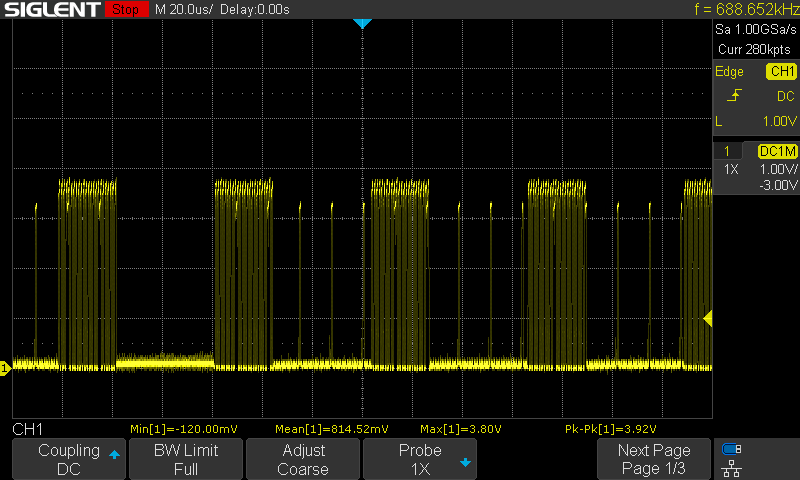 SIGLENT Stop M 20.0us/ Delay:0.00s f = 688.652kHz
Sa 1.00GSa/s
Curr 280kpts
Edge CH1
DC
L 1.00V
1 DC1M
1X 1.00V/
-3.00V
1
CH1 Min[1]=-120.00mV Mean[1]=814.52mV Max[1]=3.80V Pk-Pk[1]=3.92V
Coupling BW Limit Adjust Probe Next Page
DC Full Coarse 1X Page 1/3